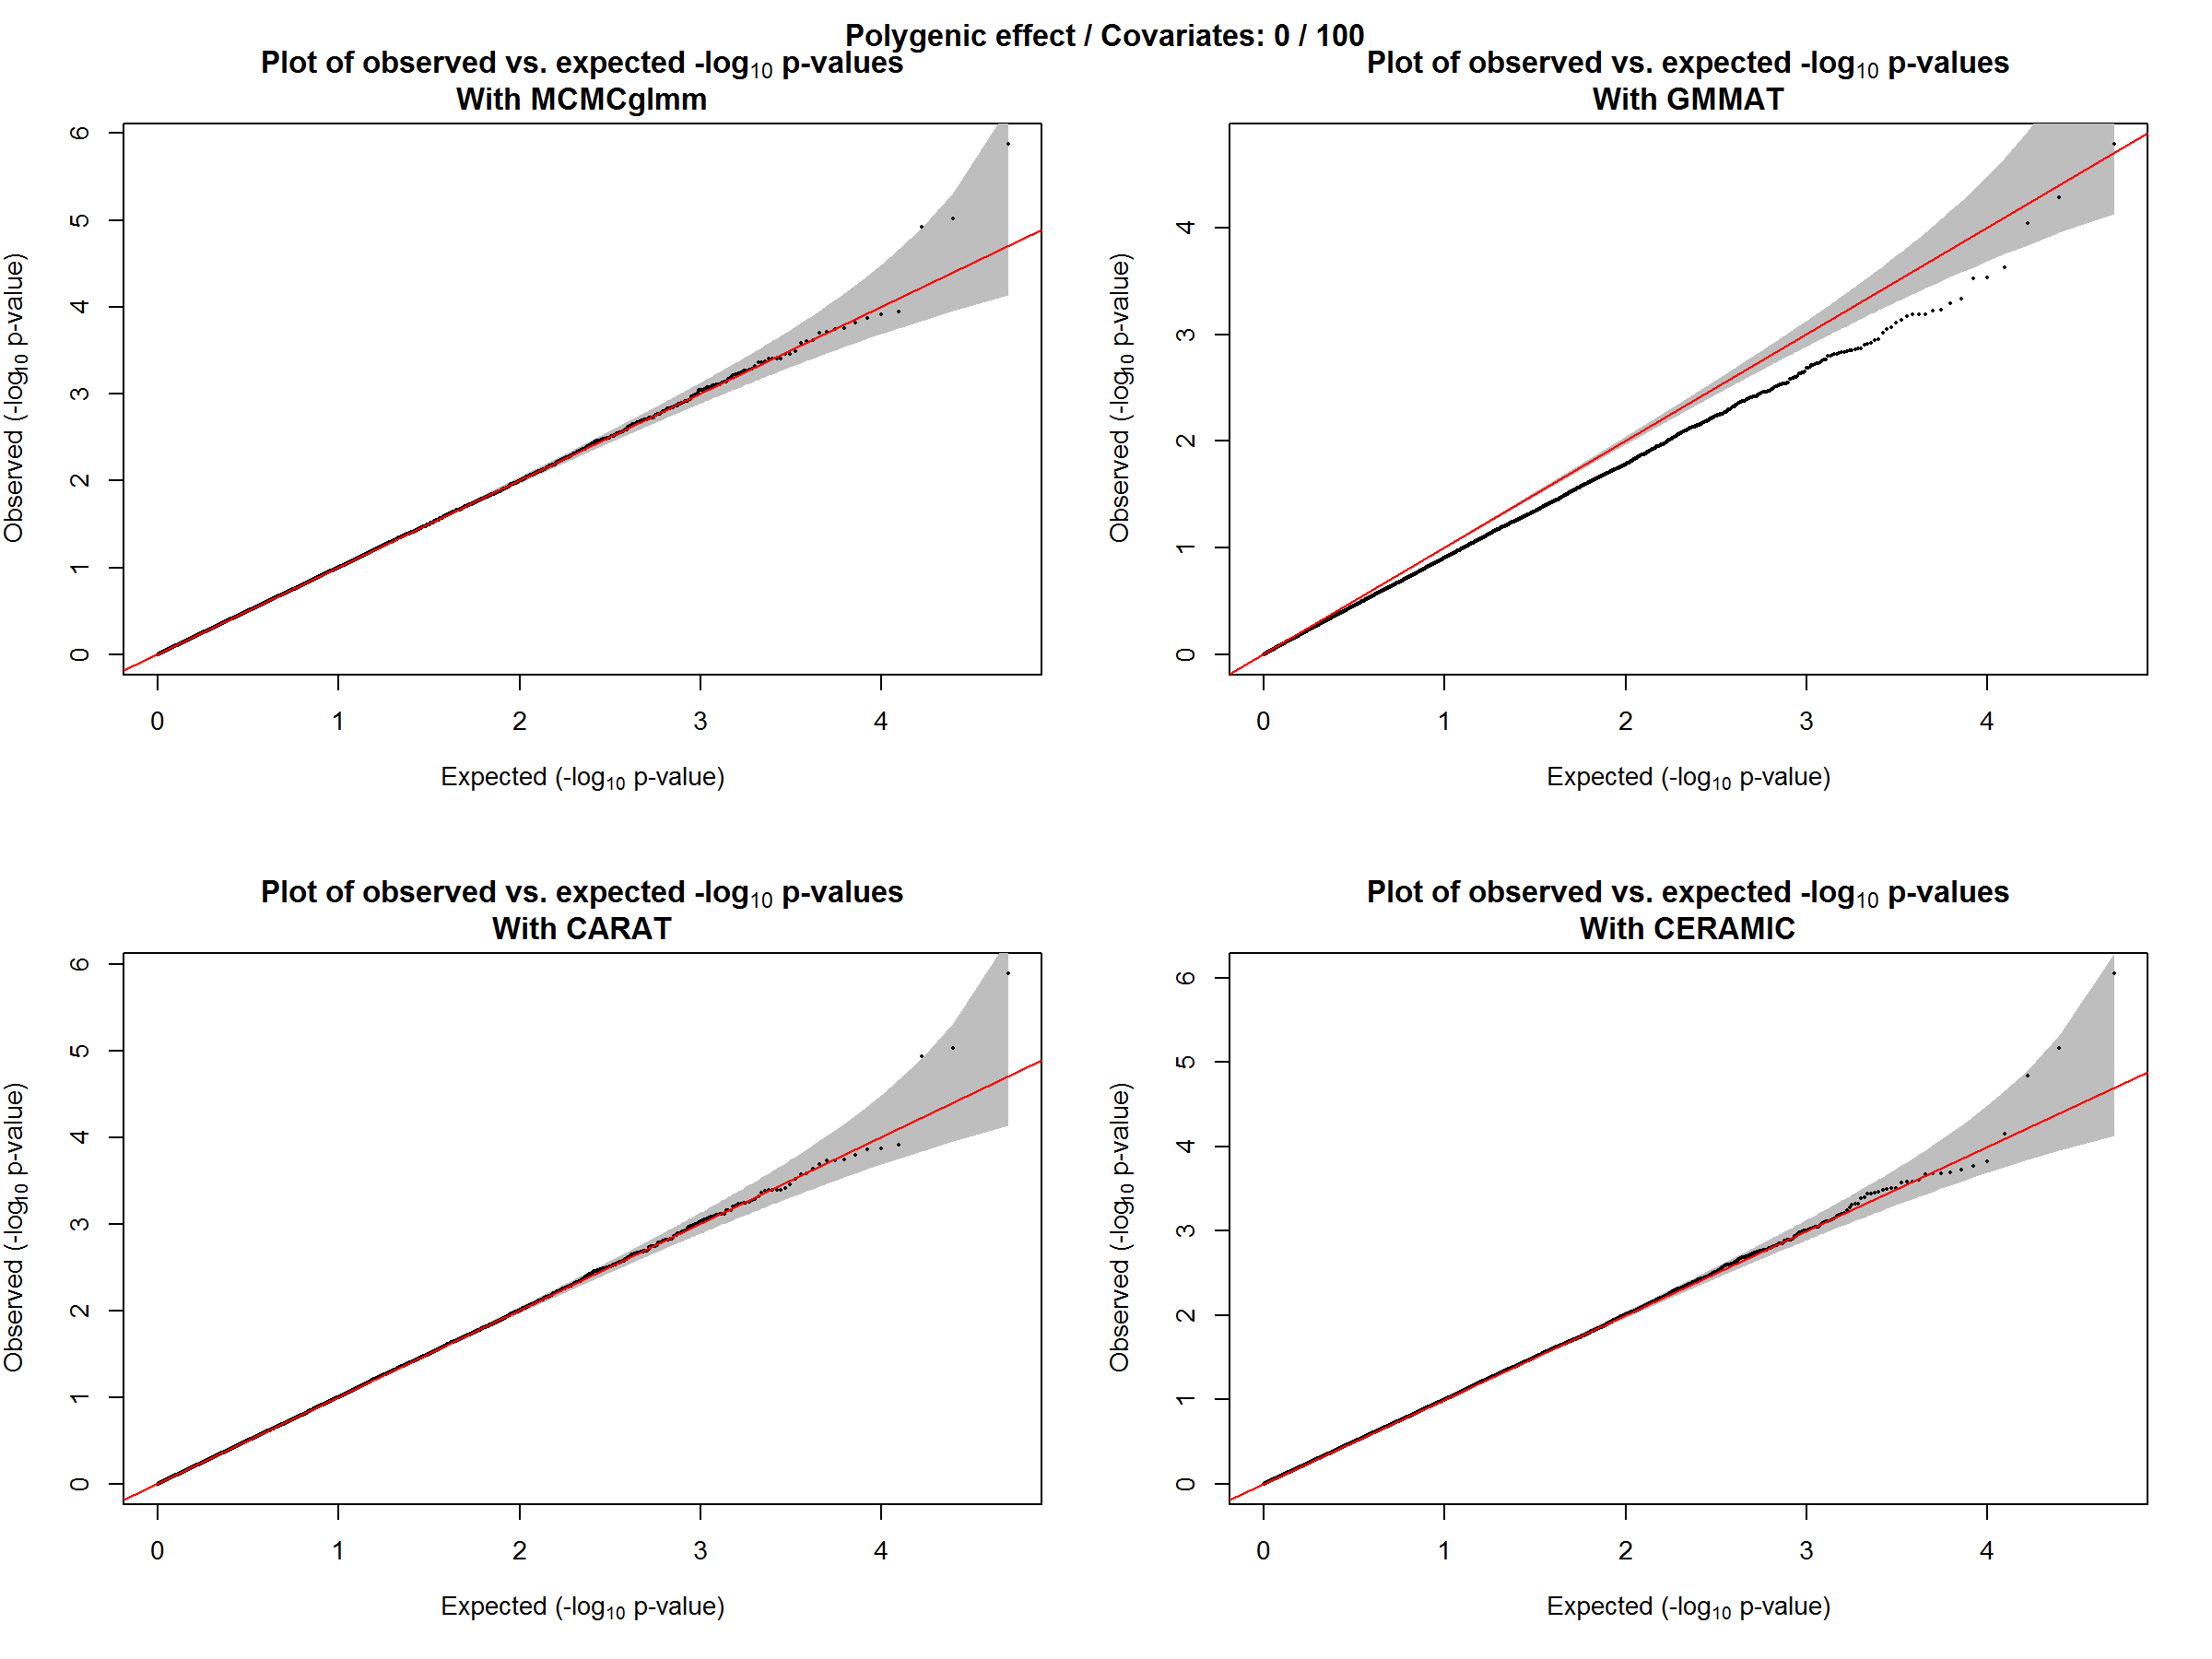 Polygenic effect / Covariates: 0 / 100
Plot of observed vs. expected -log10 p-values
With MCMCglmm
6
5
4
3
2
1
0
Observed (-log10 p-value)
0 1 2 3 4
Expected (-log10 p-value)
Plot of observed vs. expected -log10 p-values
With GMMAT
4
3
2
1
0
Observed (-log10 p-value)
0 1 2 3 4
Expected (-log10 p-value)
Plot of observed vs. expected -log10 p-values
With CARAT
6
5
4
3
2
1
0
Observed (-log10 p-value)
0 1 2 3 4
Expected (-log10 p-value)
Plot of observed vs. expected -log10 p-values
With CERAMIC
6
5
4
3
2
1
0
Observed (-log10 p-value)
0 1 2 3 4
Expected (-log10 p-value)